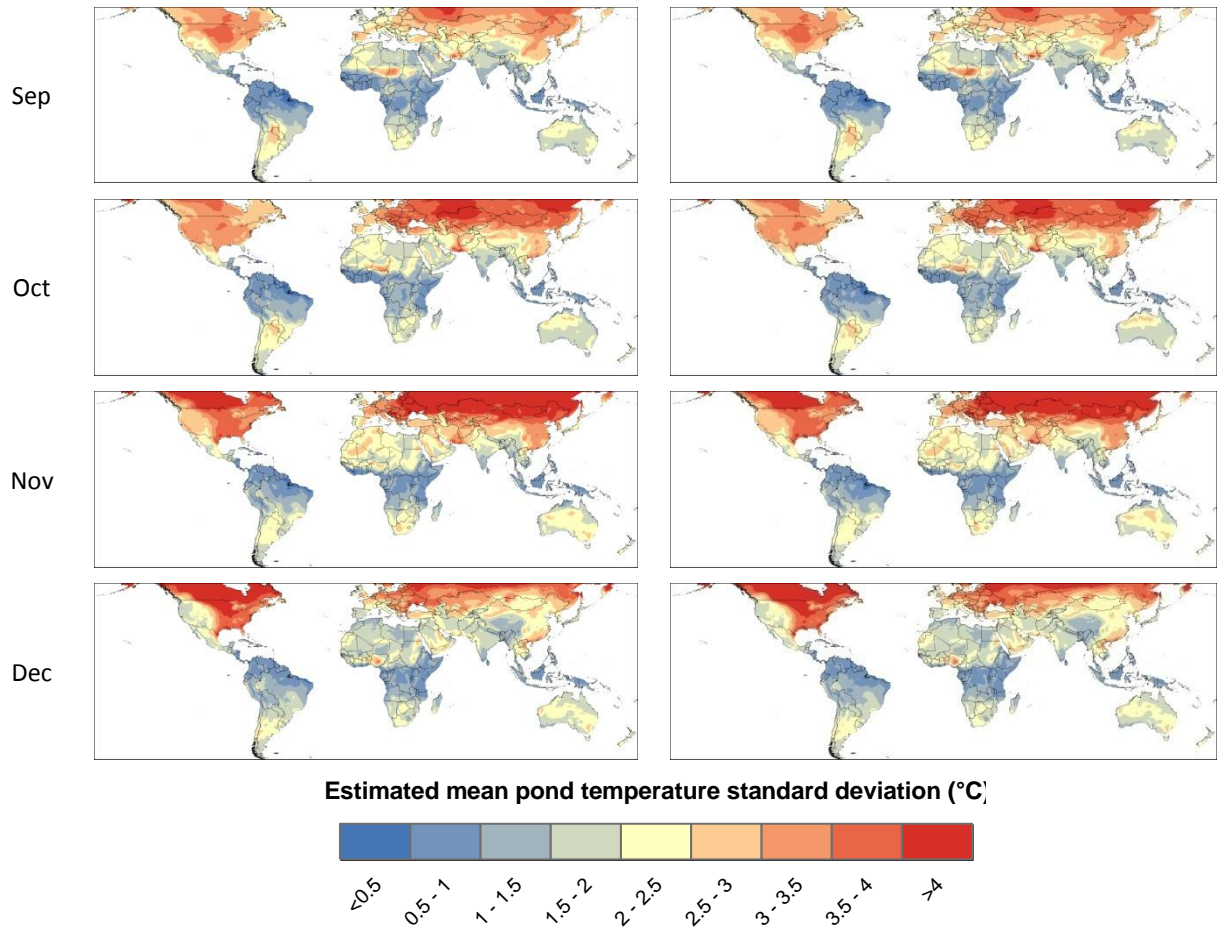 Sep
Oct
Nov
Dec
Estimated mean pond temperature standard deviation (°C)
<0.5
0.5 - 1
1 - 1.5
1.5 - 2
2 - 2.5
2.5 - 3
3 - 3.5
3.5 - 4
>4